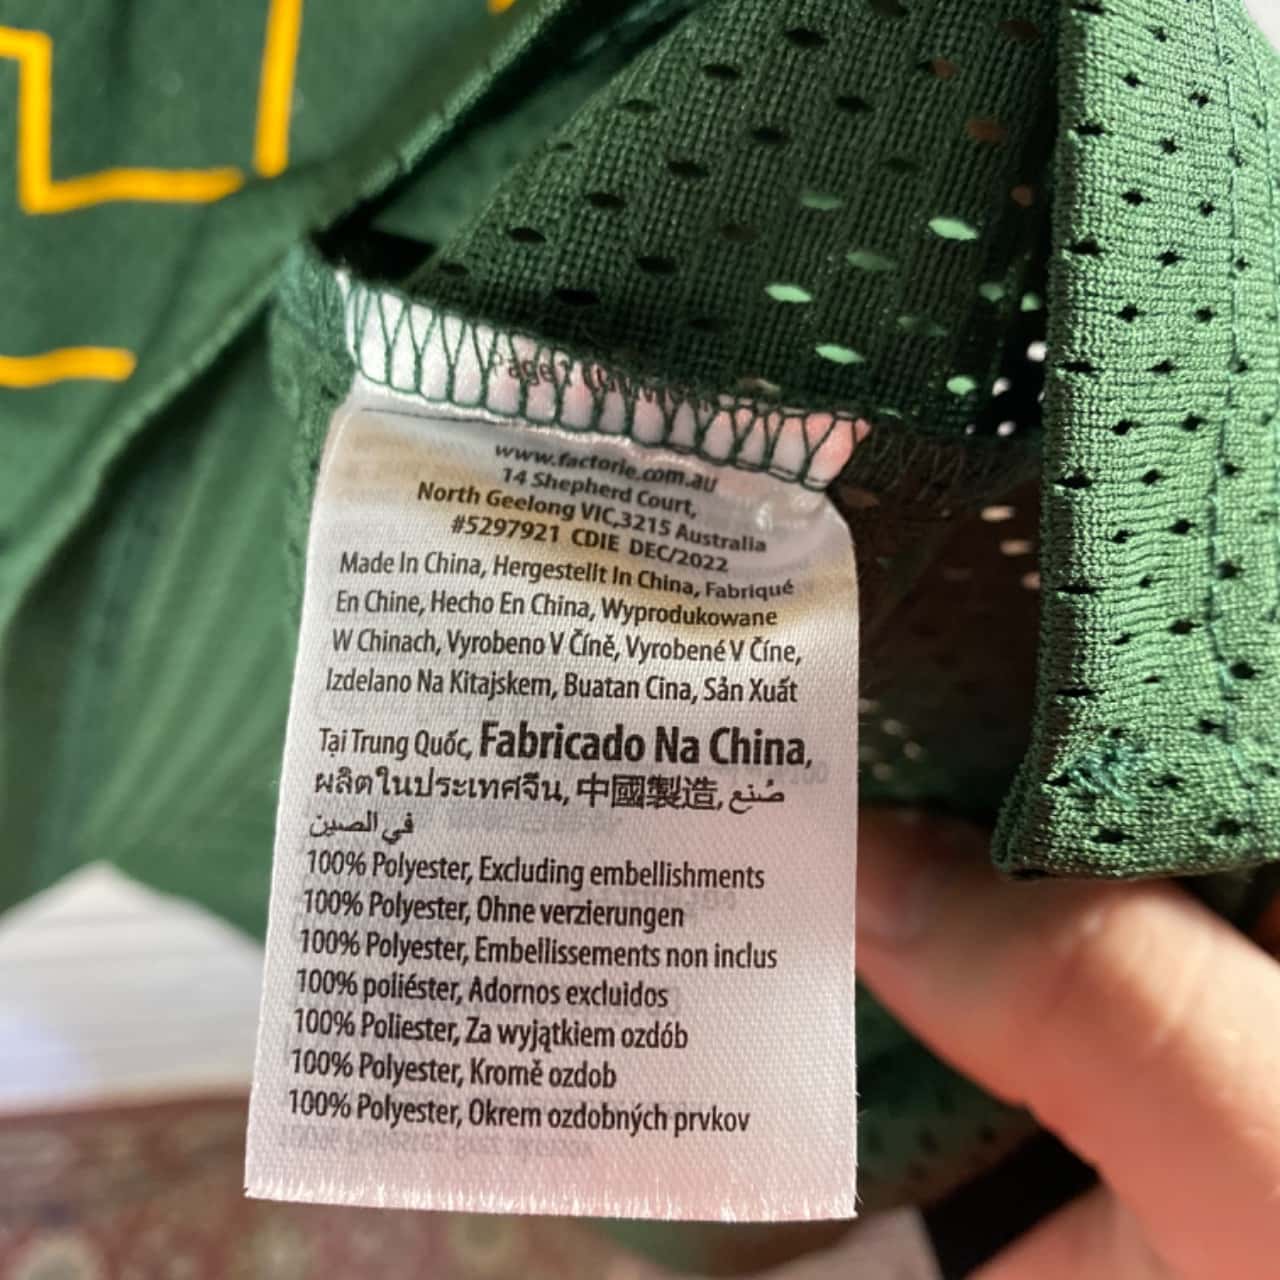 www.factorie.com.au
14 Shepherd Court,
North Geelong VIC,3215 Australia
#5297921 CDIE DEC/2022
Made In China, Hergestellt In China, Fabriqué
En Chine, Hecho En China, Wyprodukowane
W Chinach, Vyrobeno V Číně, Vyrobené V Číne,
Izdelano Na Kitajskem, Buatan Cina, Sản Xuất
Tại Trung Quốc, Fabricado Na China,
ผลิตในประเทศจีน, 中國製造, صُنع
في الصين
100% Polyester, Excluding embellishments
100% Polyester, Ohne verzierungen
100% Polyester, Embellissements non inclus
100% poliéster, Adornos excluidos
100% Poliester, Za wyjątkiem ozdób
100% Polyester, Kromě ozdob
100% Polyester, Okrem ozdobných prvkov